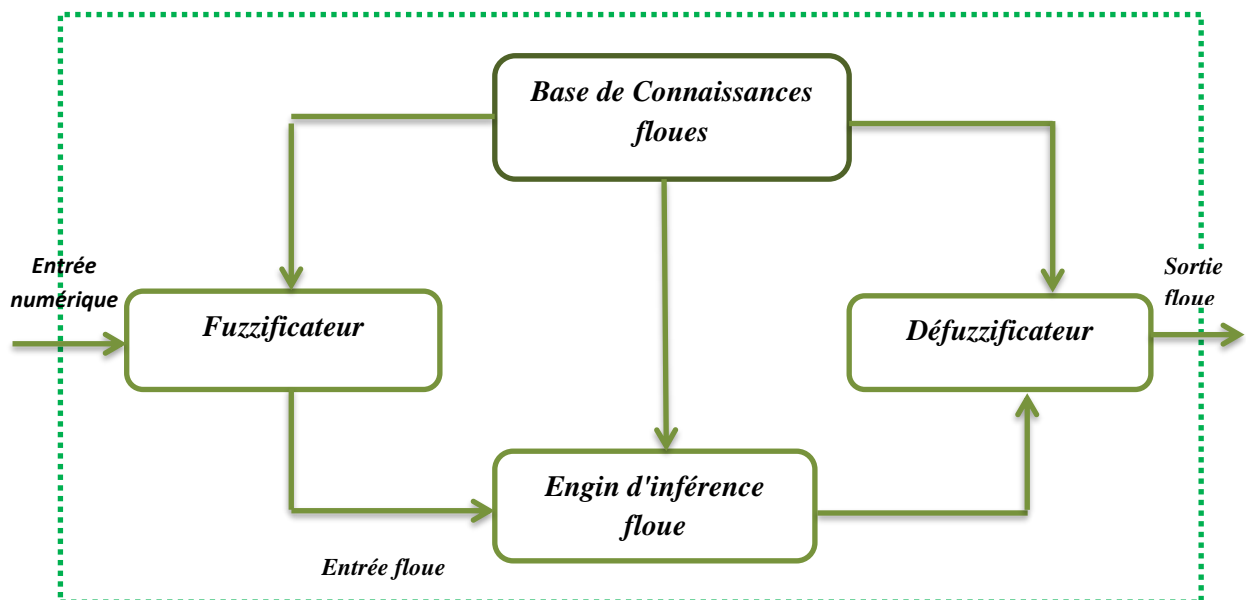 Base de Connaissances
floues
Entrée
numérique
Fuzzificateur
Défuzzificateur
Sortie
floue
Engin d'inférence
floue
Entrée floue